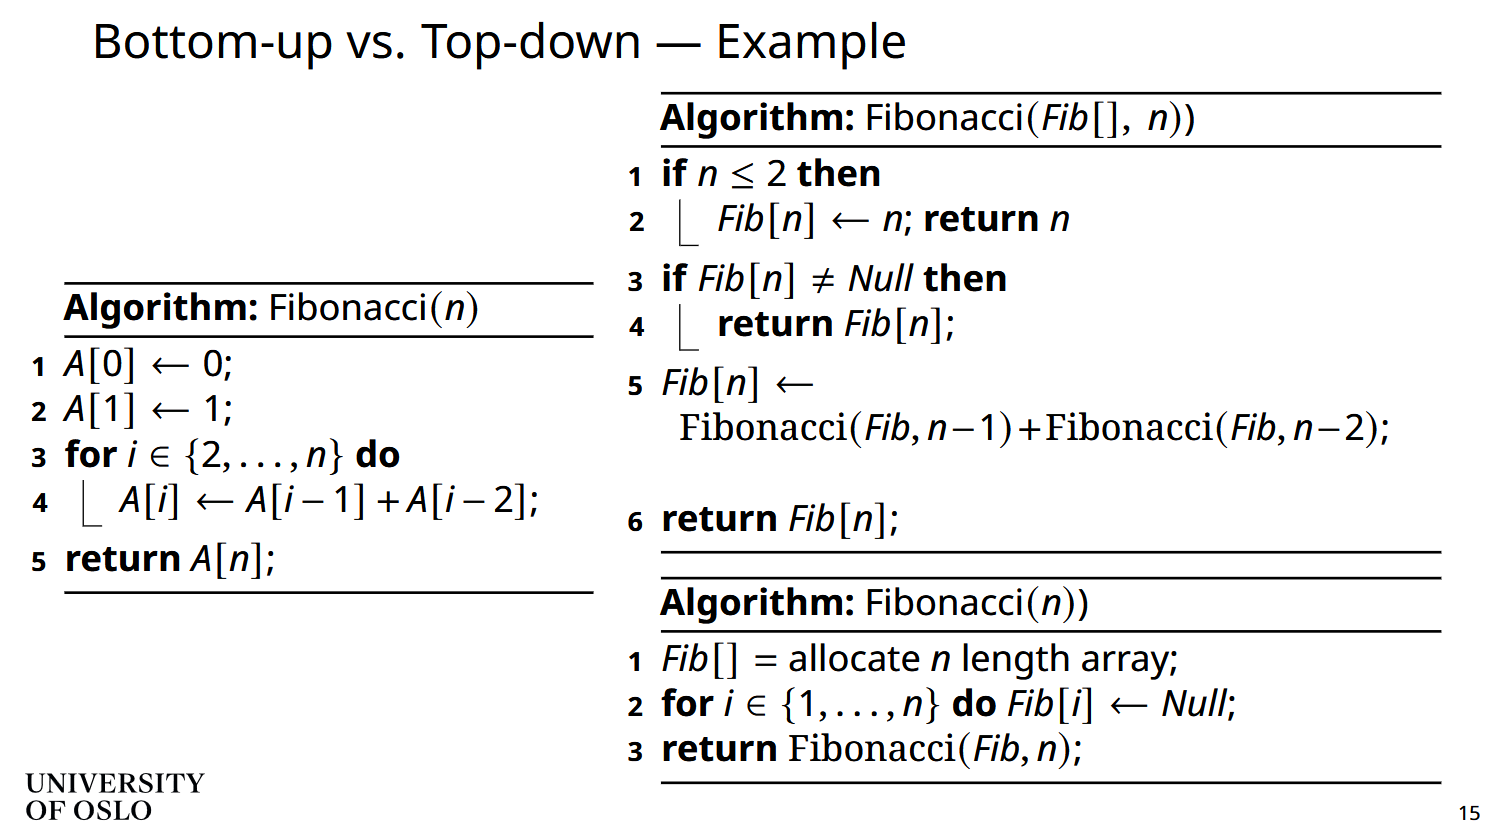 Bottom-up vs. Top-down — Example
Algorithm: Fibonacci(n)
1 A[0] ⟵ 0;
2 A[1] ⟵ 1;
3 for i ∈ {2, . . . , n} do
4 A[i] ⟵ A[i − 1] + A[i − 2];
5 return A[n];
Algorithm: Fibonacci(Fib[], n))
1 if n ≤ 2 then
2 Fib[n] ⟵ n; return n
3 if Fib[n] ≠ Null then
4 return Fib[n];
5 Fib[n] ⟵
Fibonacci(Fib, n−1)+Fibonacci(Fib, n−2);
6 return Fib[n];
Algorithm: Fibonacci(n))
1 Fib[] = allocate n length array;
2 for i ∈ {1, . . . , n} do Fib[i] ⟵ Null;
3 return Fibonacci(Fib, n);
UNIVERSITY
OF OSLO
15